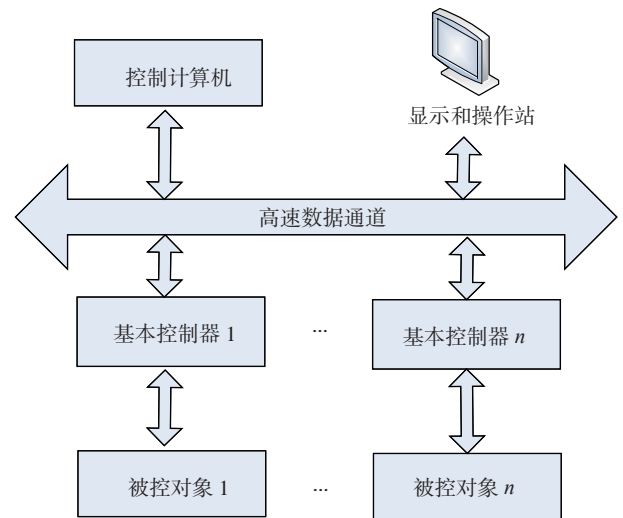 控制计算机
显示和操作站
高速数据通道
基本控制器 1
...
基本控制器 n
被控对象 1
...
被控对象 n